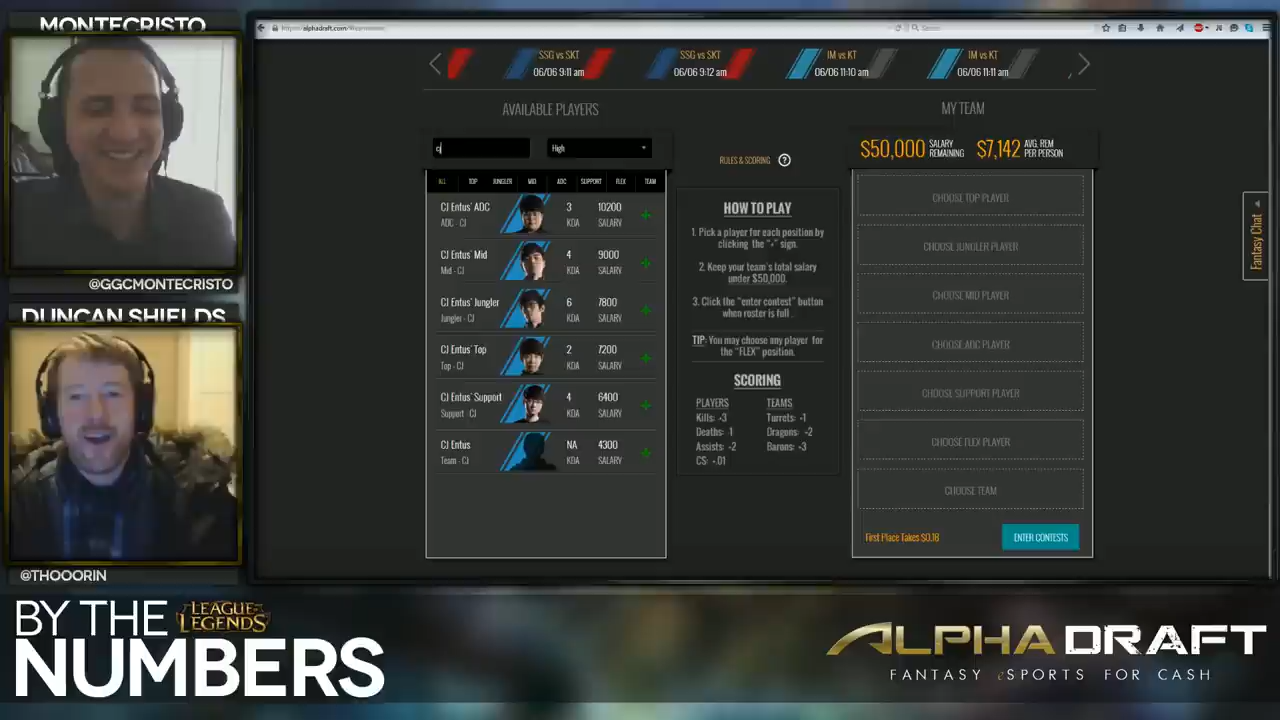 MONTECRISTO
@GGCMONTECRISTO
DUNCAN SHIELDS
@THOOORIN
SSG vs SKT
06/06 9:11 am
SSG vs SKT
06/06 9:12 am
IM vs KT
06/06 11:10 am
IM vs KT
06/06 11:11 am
AVAILABLE PLAYERS
MY TEAM
cj
High
RULES & SCORING ?
$50,000 SALARY REMAINING
$7,142 AVG. REM PER PERSON
ALL TOP JUNGLER MID ADC SUPPORT FLEX TEAM
CJ Entus' ADC 3 10200
ADC - CJ KDA SALARY
CJ Entus' Mid 4 9000
Mid - CJ KDA SALARY
CJ Entus' Jungler 6 7800
Jungler - CJ KDA SALARY
CJ Entus' Top 2 7200
Top - CJ KDA SALARY
CJ Entus' Support 4 6400
Support - CJ KDA SALARY
CJ Entus NA 4300
Team - CJ KDA SALARY
HOW TO PLAY
1. Pick a player for each position by
clicking the "+" sign.
2. Keep your team's total salary
under $50,000.
3. Click the "enter contest" button
when roster is full.
TIP: You may choose any player for
the "FLEX" position.
SCORING
PLAYERS
Kills: +3
Deaths: -1
Assists: +2
CS: +.01
TEAMS
Turrets: +1
Dragons: +2
Barons: +3
CHOOSE TOP PLAYER
CHOOSE JUNGLER PLAYER
CHOOSE MID PLAYER
CHOOSE ADC PLAYER
CHOOSE SUPPORT PLAYER
CHOOSE FLEX PLAYER
CHOOSE TEAM
First Place Takes $0.18
ENTER CONTESTS
Fantasy Chat
BY THE
LEAGUE of
LEGENDS
NUMBERS
ALPHADRAFT
FANTASY eSPORTS FOR CASH